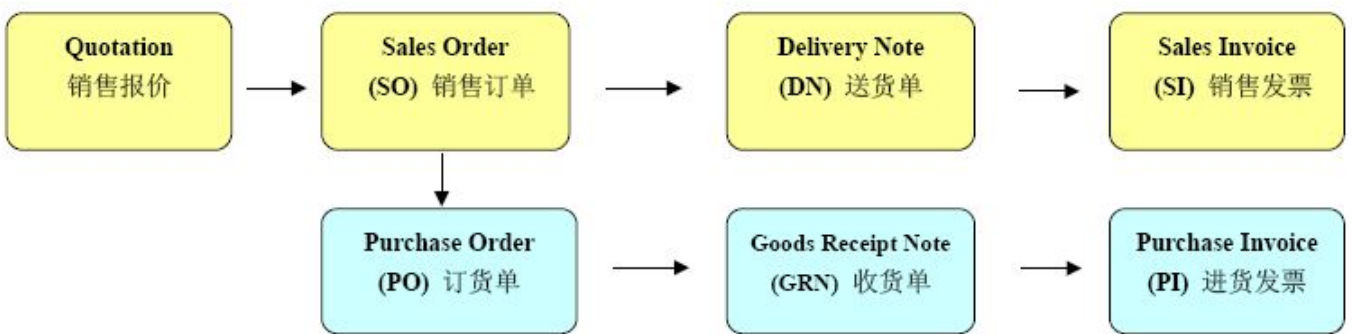 Quotation
销售报价
Sales Order
(SO) 销售订单
Delivery Note
(DN) 送货单
Sales Invoice
(SI) 销售发票
Purchase Order
(PO) 订货单
Goods Receipt Note
(GRN) 收货单
Purchase Invoice
(PI) 进货发票